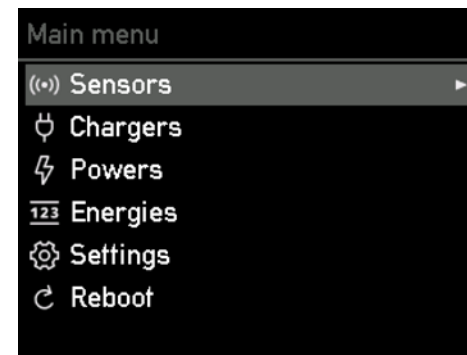 Main menu
Sensors
Chargers
Powers
123 Energies
Settings
Reboot